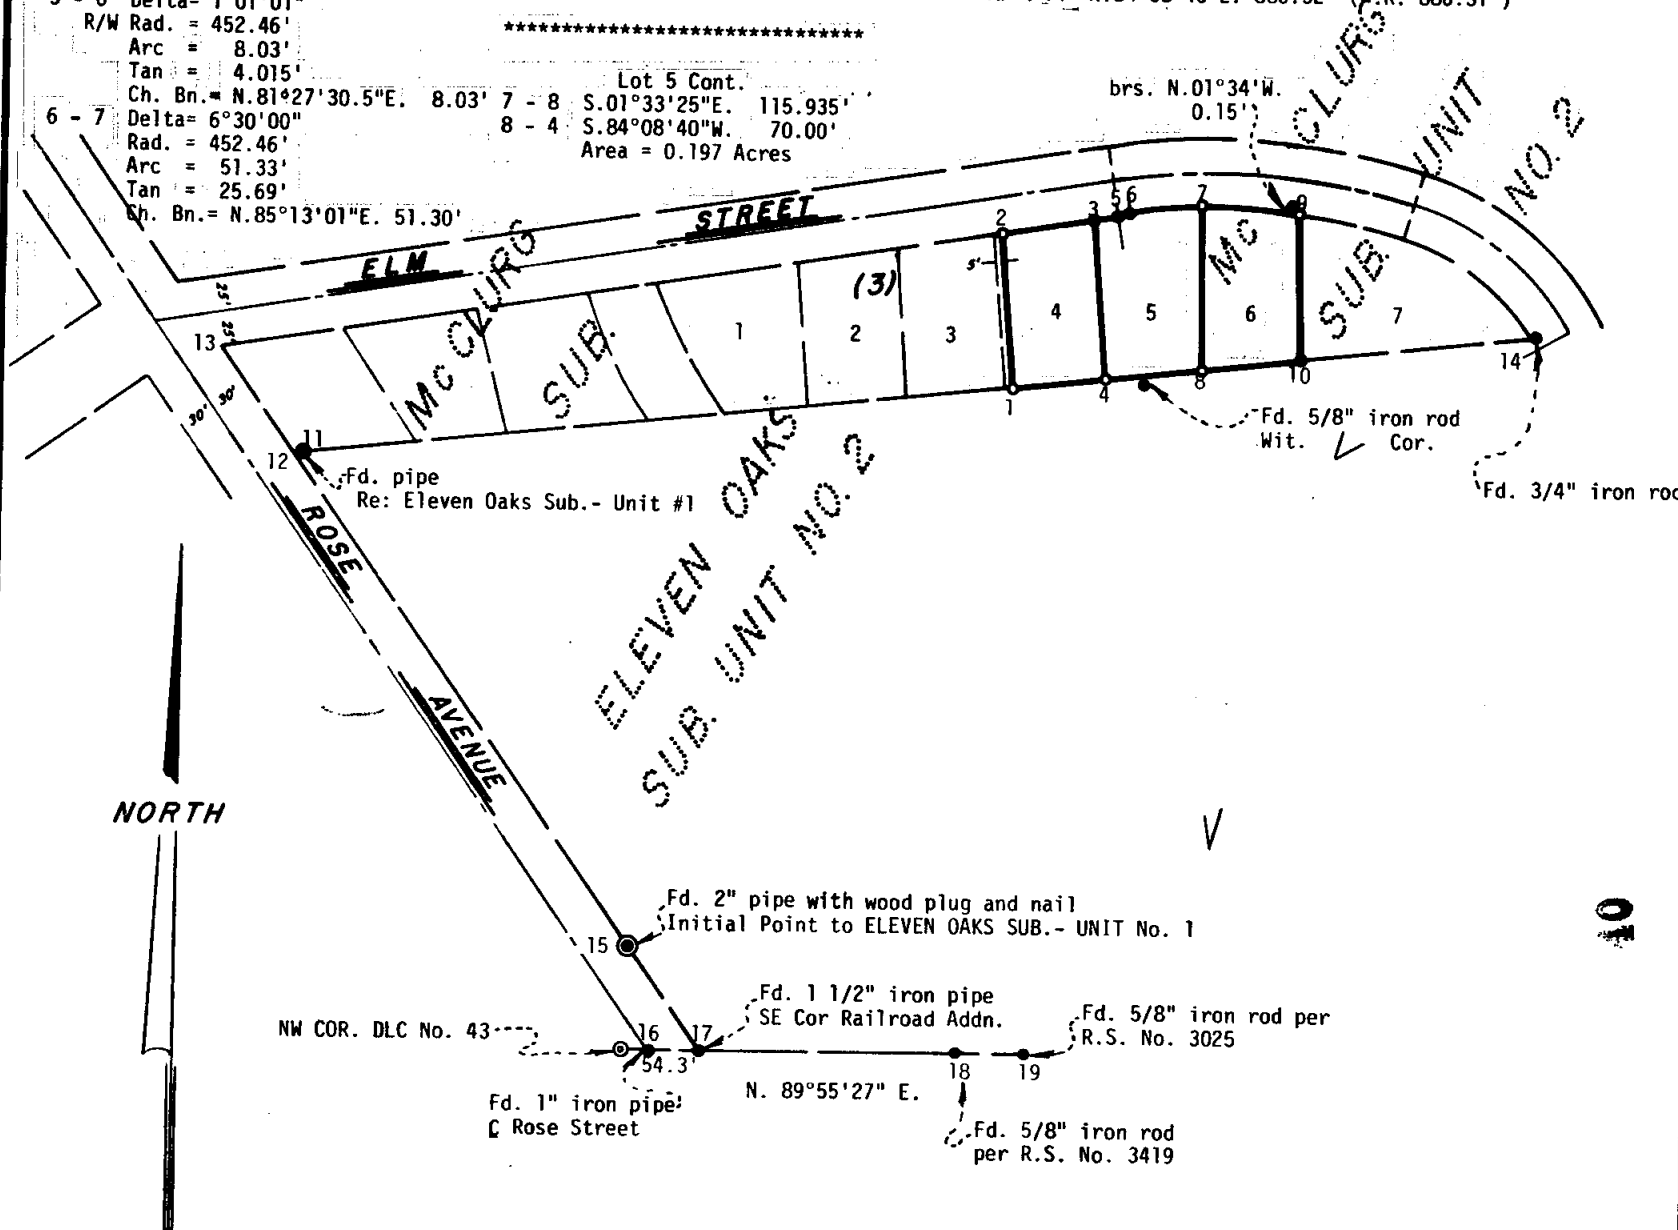 R/W Rad. = 452.46'
Arc = 8.03'
Tan = 4.015'
Ch. Bn.= N.81°27'30.5"E. 8.03'
6 - 7 Delta= 6°30'00"
Rad. = 452.46'
Arc = 51.33'
Tan = 25.69'
Ch. Bn.= N.85°13'01"E. 51.30'
******************************
Lot 5 Cont.
7 - 8 S.01°33'25"E. 115.935'
8 - 4 S.84°08'40"W. 70.00'
Area = 0.197 Acres
brs. N.01°34'W.
0.15'
Mc CLURG
SUB. UNIT
NO. 2
ELM STREET
25'
25'
13
2
3
5
6
7
9
5'
(3)
1
2
3
4
5
6
7
Mc CLURG
SUB.
1
4
8
10
14
30'
30'
11
12
Fd. pipe
Re: Eleven Oaks Sub.- Unit #1
Fd. 5/8" iron rod
Wit. Cor.
Fd. 3/4" iron
ELEVEN OAKS
SUB. UNIT NO. 2
ROSE
AVENUE
NORTH
10
15
Fd. 2" pipe with wood plug and nail
Initial Point to ELEVEN OAKS SUB.- UNIT No. 1
Fd. 1 1/2" iron pipe
SE Cor Railroad Addn.
NW COR. DLC No. 43
16
17
54.3'
Fd. 5/8" iron rod per
R.S. No. 3025
18
19
N. 89°55'27" E.
Fd. 1" iron pipe
C Rose Street
Fd. 5/8" iron rod
per R.S. No. 3419